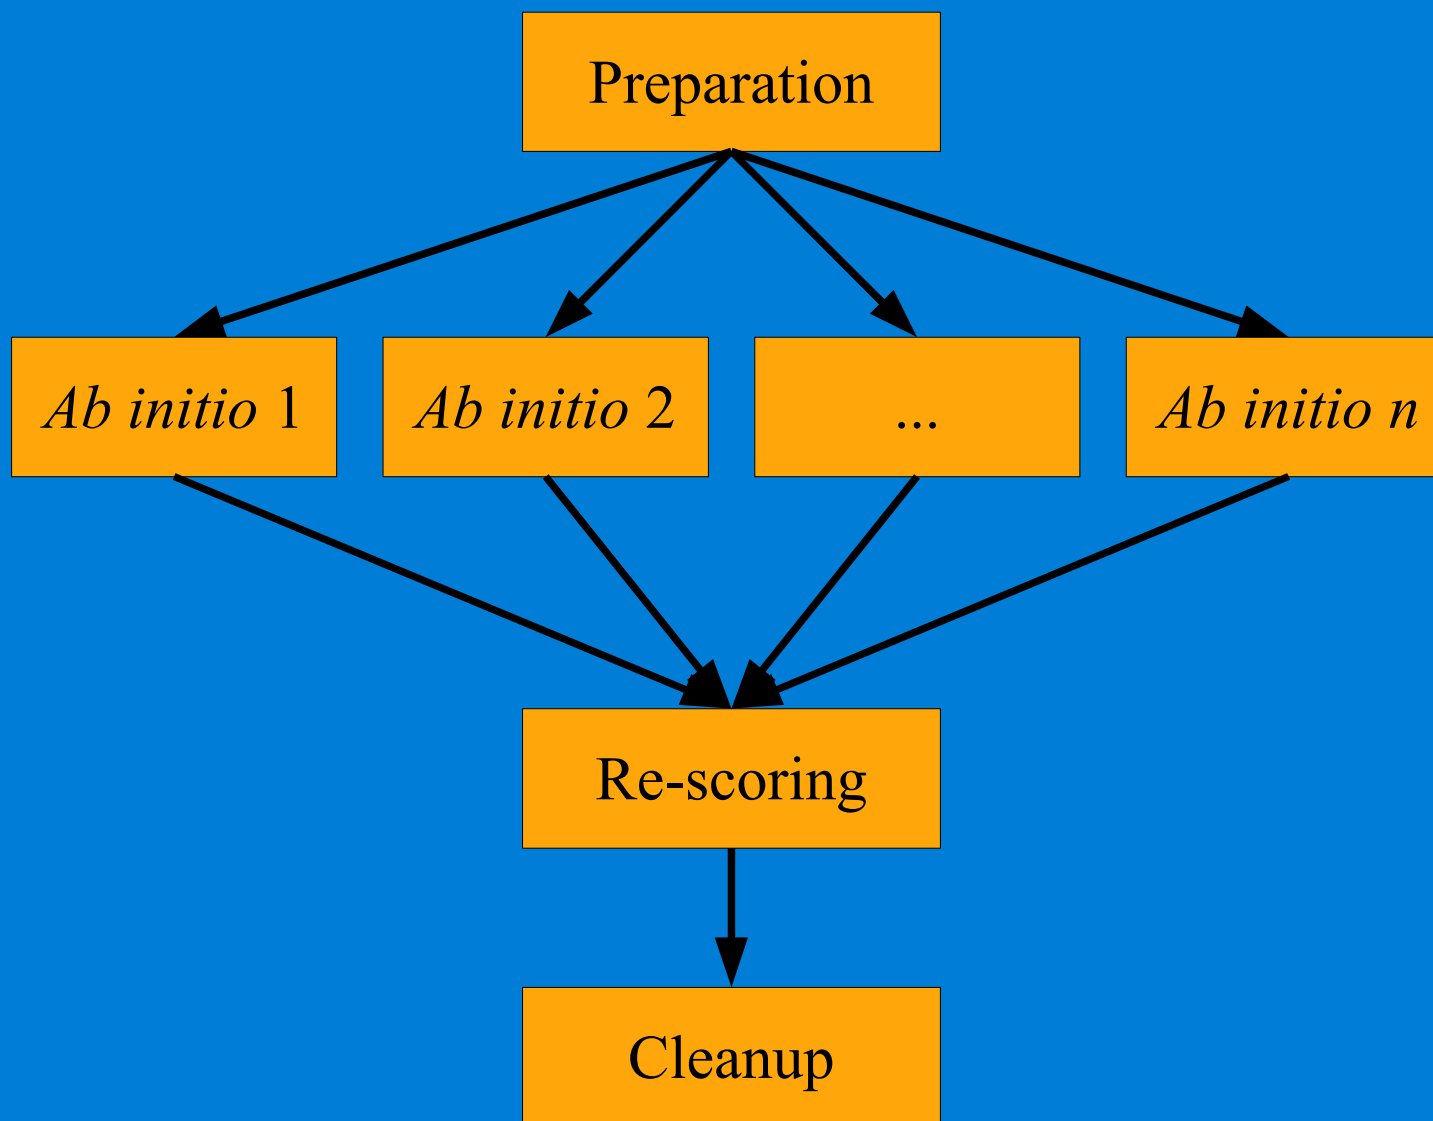 Preparation
Ab initio 1
Ab initio 2
...
Ab initio n
Re-scoring
Cleanup